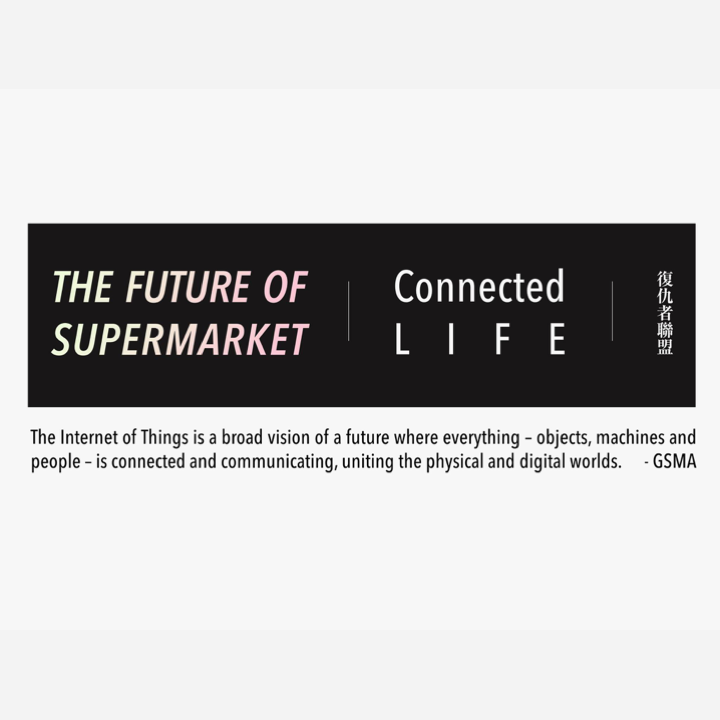 THE FUTURE OF
SUPERMARKET
Connected
LIFE
復仇者聯盟
The Internet of Things is a broad vision of a future where everything – objects, machines and
people – is connected and communicating, uniting the physical and digital worlds. - GSMA